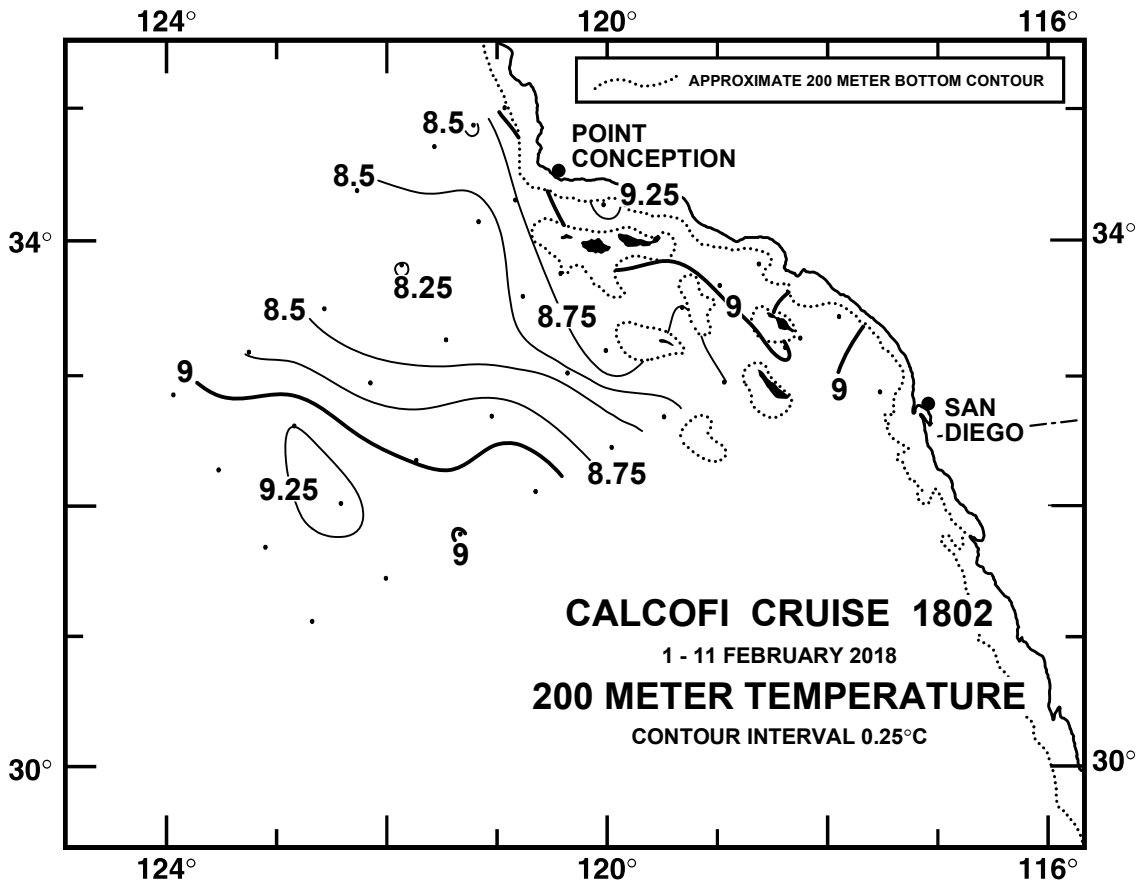 124° 120° 116°
APPROXIMATE 200 METER BOTTOM CONTOUR
8.5
POINT
CONCEPTION
8.5
9.25
34°
34°
8.25
8.5
8.75
9
9
9
SAN
DIEGO
8.75
9.25
9
CALCOFI CRUISE 1802
1 - 11 FEBRUARY 2018
200 METER TEMPERATURE
CONTOUR INTERVAL 0.25°C
30°
30°
124° 120° 116°